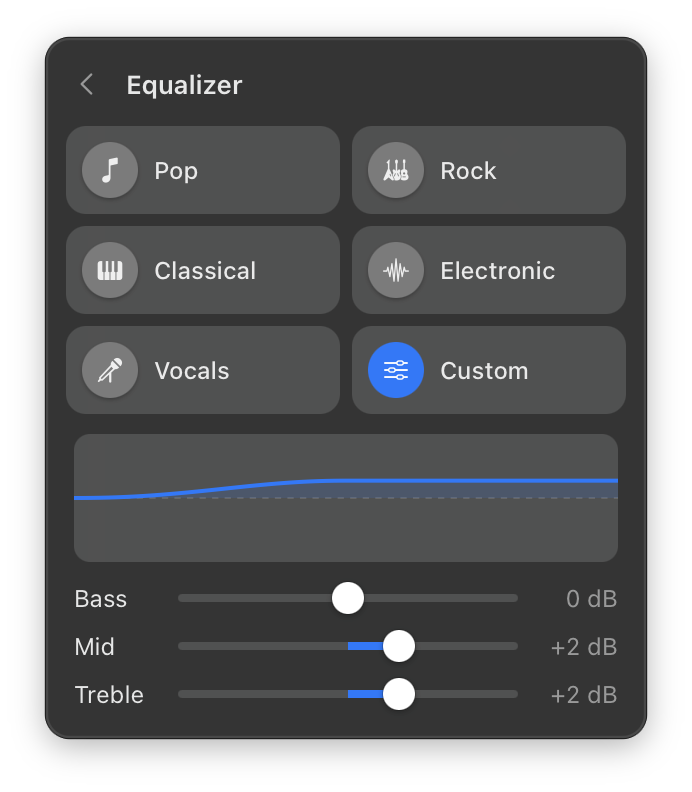 Equalizer
Pop
Rock
Classical
Electronic
Vocals
Custom
Bass 0 dB
Mid +2 dB
Treble +2 dB